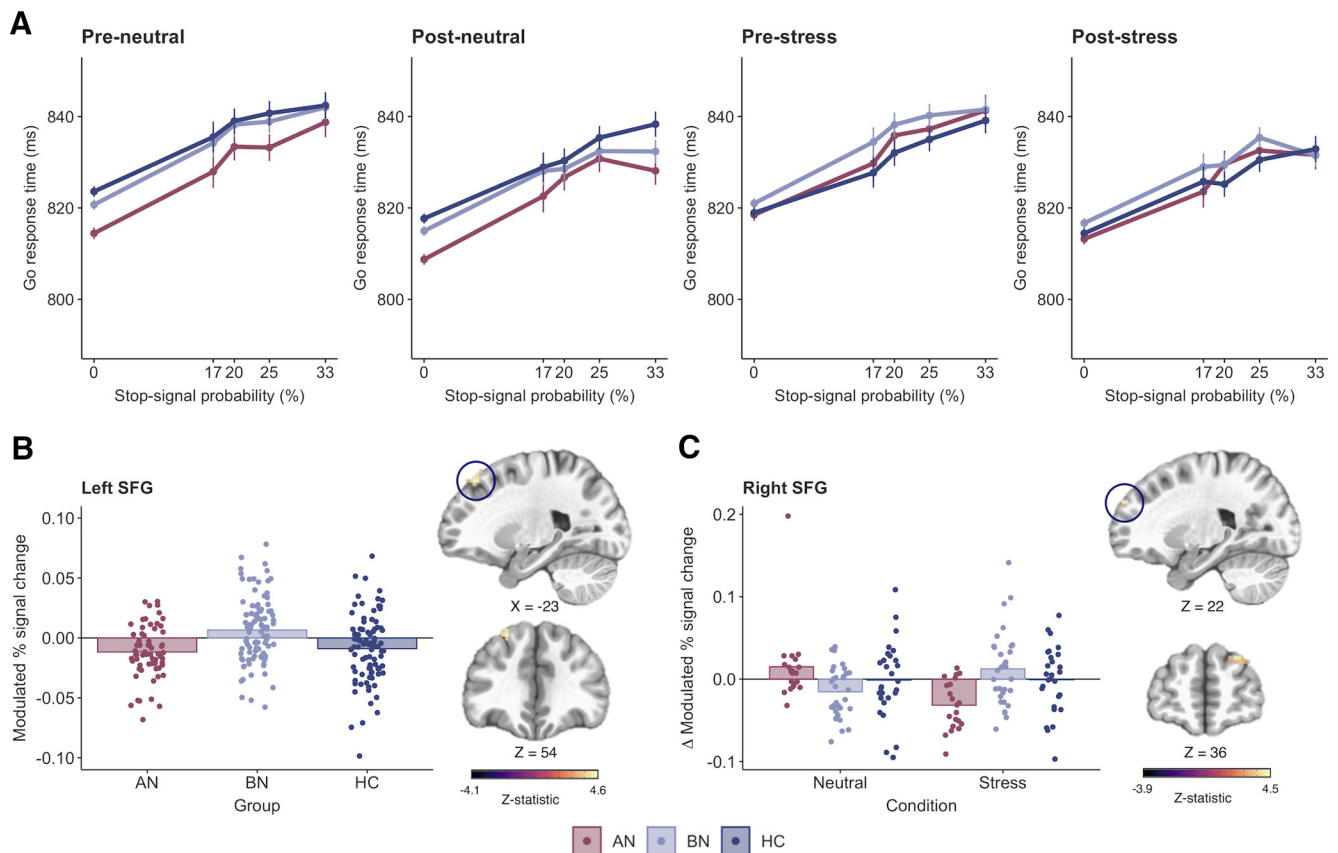 A
Pre-neutral
Post-neutral
Pre-stress
Post-stress
Go response time (ms)
840
820
800
0
17
20
25
33
Stop-signal probability (%)
Go response time (ms)
840
820
800
0
17
20
25
33
Stop-signal probability (%)
Go response time (ms)
840
820
800
0
17
20
25
33
Stop-signal probability (%)
Go response time (ms)
840
820
800
0
17
20
25
33
Stop-signal probability (%)
B
Left SFG
Modulated % signal change
0.10
0.05
0.00
-0.05
-0.10
AN
BN
HC
Group
X = -23
Z = 54
-4.1
4.6
Z-statistic
C
Right SFG
Δ Modulated % signal change
0.2
0.1
0.0
-0.1
Neutral
Stress
Condition
Z = 22
Z = 36
-3.9
4.5
Z-statistic
AN
BN
HC